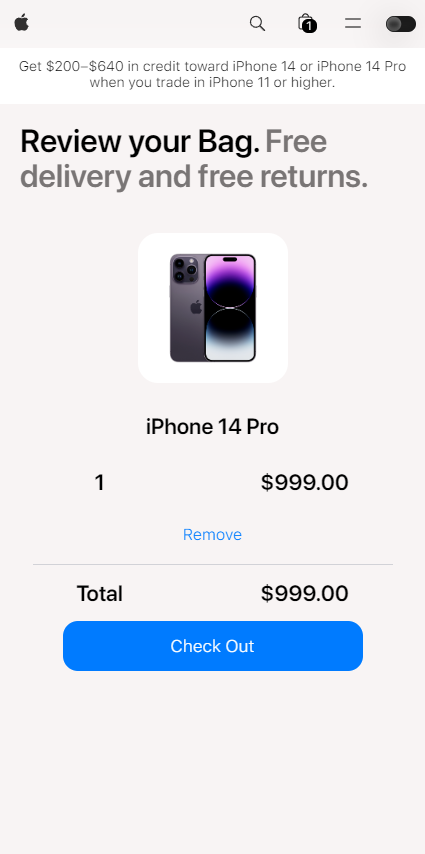 1
Get $200–$640 in credit toward iPhone 14 or iPhone 14 Pro
when you trade in iPhone 11 or higher.
Review your Bag. Free
delivery and free returns.
iPhone 14 Pro
1 $999.00
Remove
Total $999.00
Check Out